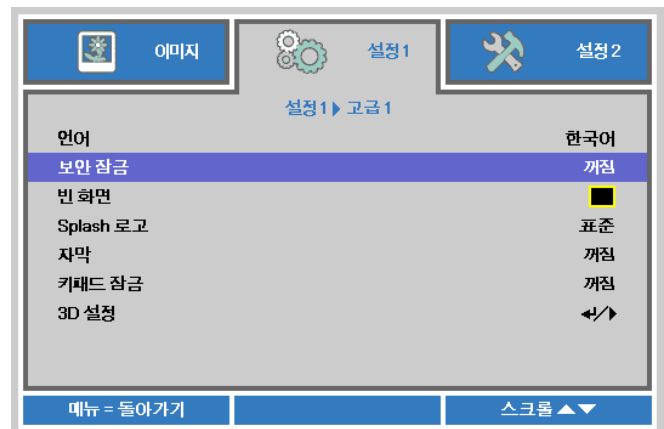 이미지 설정1 설정2
설정1▶고급1
언어 한국어
보안 잠금 꺼짐
빈 화면
Splash 로고 표준
자막 꺼짐
키패드 잠금 꺼짐
3D 설정 ↵/▶
메뉴 = 돌아가기 스크롤▲▼